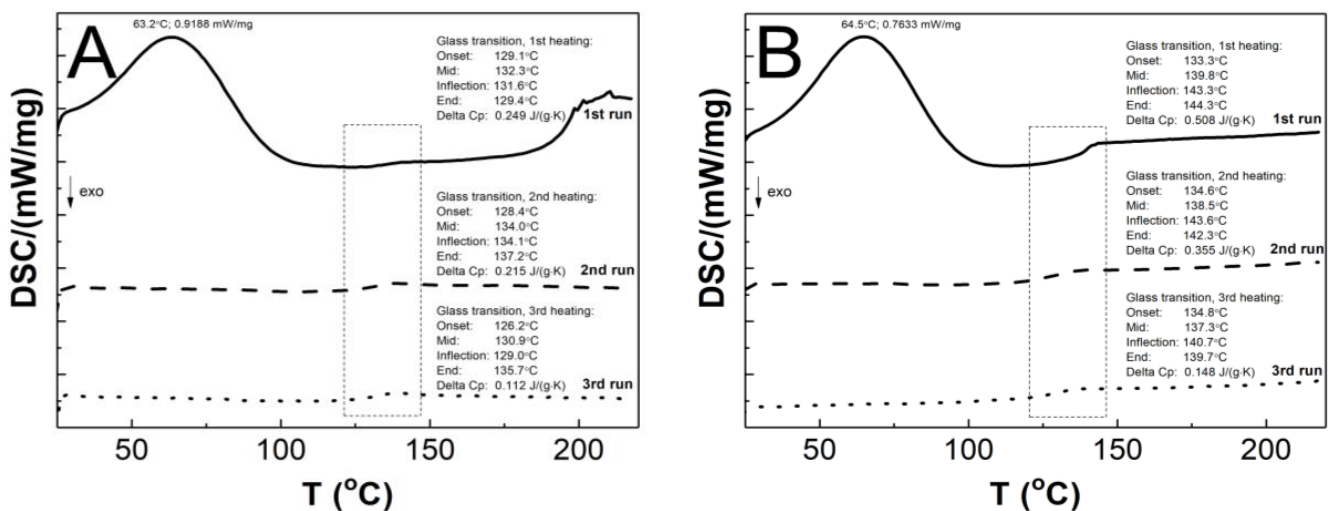 A
63.2°C; 0.9188 mW/mg
Glass transition, 1st heating:
Onset: 129.1°C
Mid: 132.3°C
Inflection: 131.6°C
End: 129.4°C
Delta Cp: 0.249 J/(g·K)
1st run
exo
Glass transition, 2nd heating:
Onset: 128.4°C
Mid: 134.0°C
Inflection: 134.1°C
End: 137.2°C
Delta Cp: 0.215 J/(g·K)
2nd run
Glass transition, 3rd heating:
Onset: 126.2°C
Mid: 130.9°C
Inflection: 129.0°C
End: 135.7°C
Delta Cp: 0.112 J/(g·K)
3rd run
DSC/(mW/mg)
50 100 150 200
T (°C)
B
64.5°C; 0.7633 mW/mg
Glass transition, 1st heating:
Onset: 133.3°C
Mid: 139.8°C
Inflection: 143.3°C
End: 144.3°C
Delta Cp: 0.508 J/(g·K)
1st run
exo
Glass transition, 2nd heating:
Onset: 134.6°C
Mid: 138.5°C
Inflection: 143.6°C
End: 142.3°C
Delta Cp: 0.355 J/(g·K)
2nd run
Glass transition, 3rd heating:
Onset: 134.8°C
Mid: 137.3°C
Inflection: 140.7°C
End: 139.7°C
Delta Cp: 0.148 J/(g·K)
3rd run
DSC/(mW/mg)
50 100 150 200
T (°C)